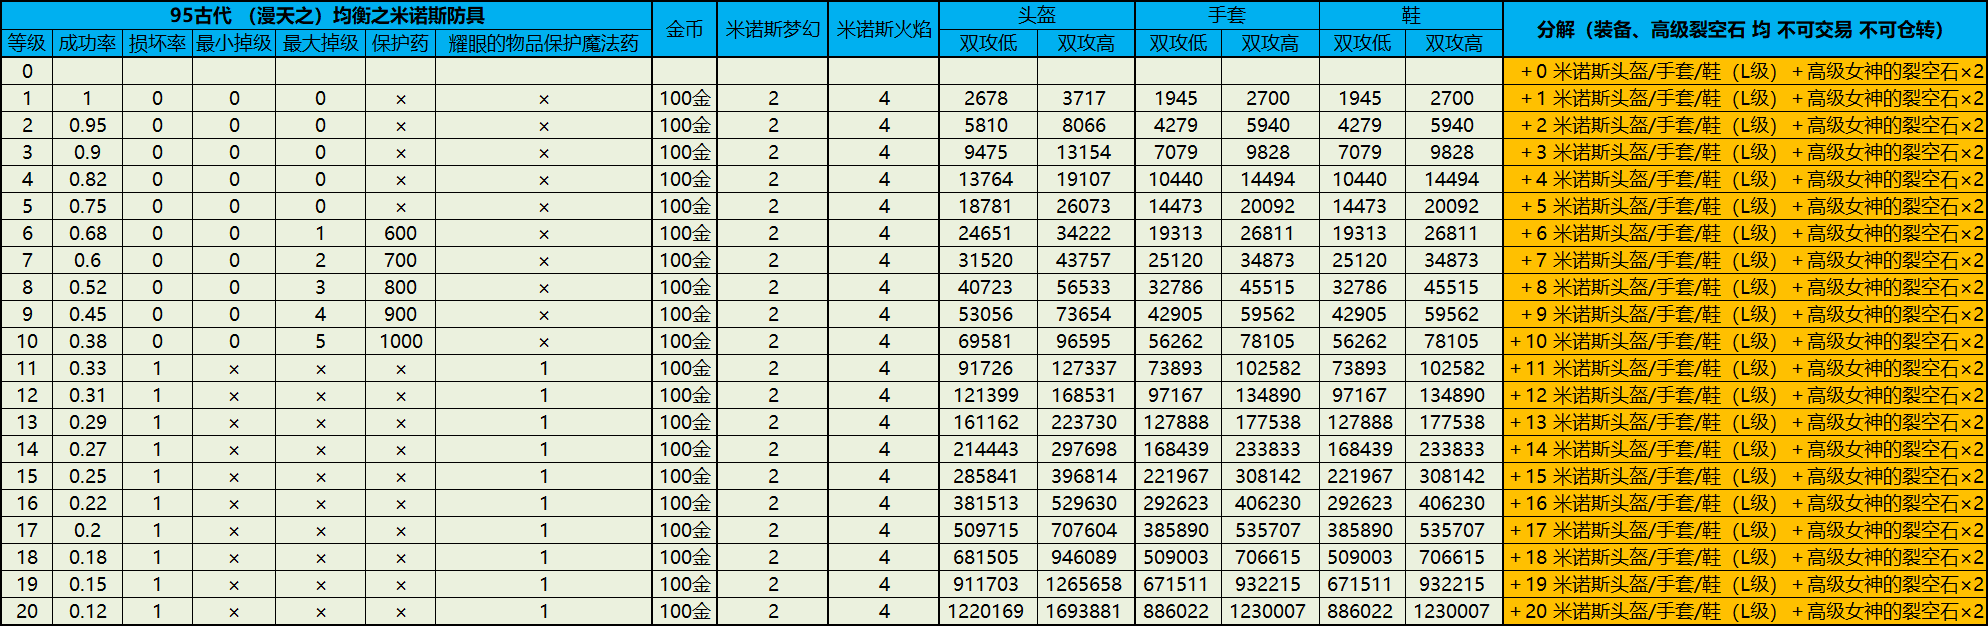 95古代 （漫天之）均衡之米诺斯防具 金币 米诺斯梦幻 米诺斯火焰 头盔 手套 鞋 分解（装备、高级裂空石 均 不可交易 不可仓转）
等级 成功率 损坏率 最小掉级 最大掉级 保护药 耀眼的物品保护魔法药 双攻低 双攻高 双攻低 双攻高 双攻低 双攻高
0 +0 米诺斯头盔/手套/鞋（L级）+高级女神的裂空石×2
1 1 0 0 0 × × 100金 2 4 2678 3717 1945 2700 1945 2700 +1 米诺斯头盔/手套/鞋（L级）+高级女神的裂空石×2
2 0.95 0 0 0 × × 100金 2 4 5810 8066 4279 5940 4279 5940 +2 米诺斯头盔/手套/鞋（L级）+高级女神的裂空石×2
3 0.9 0 0 0 × × 100金 2 4 9475 13154 7079 9828 7079 9828 +3 米诺斯头盔/手套/鞋（L级）+高级女神的裂空石×2
4 0.82 0 0 0 × × 100金 2 4 13764 19107 10440 14494 10440 14494 +4 米诺斯头盔/手套/鞋（L级）+高级女神的裂空石×2
5 0.75 0 0 0 × × 100金 2 4 18781 26073 14473 20092 14473 20092 +5 米诺斯头盔/手套/鞋（L级）+高级女神的裂空石×2
6 0.68 0 0 1 600 × 100金 2 4 24651 34222 19313 26811 19313 26811 +6 米诺斯头盔/手套/鞋（L级）+高级女神的裂空石×2
7 0.6 0 0 2 700 × 100金 2 4 31520 43757 25120 34873 25120 34873 +7 米诺斯头盔/手套/鞋（L级）+高级女神的裂空石×2
8 0.52 0 0 3 800 × 100金 2 4 40723 56533 32786 45515 32786 45515 +8 米诺斯头盔/手套/鞋（L级）+高级女神的裂空石×2
9 0.45 0 0 4 900 × 100金 2 4 53056 73654 42905 59562 42905 59562 +9 米诺斯头盔/手套/鞋（L级）+高级女神的裂空石×2
10 0.38 0 0 5 1000 × 100金 2 4 69581 96595 56262 78105 56262 78105 +10 米诺斯头盔/手套/鞋（L级）+高级女神的裂空石×2
11 0.33 1 × × × 1 100金 2 4 91726 127337 73893 102582 73893 102582 +11 米诺斯头盔/手套/鞋（L级）+高级女神的裂空石×2
12 0.31 1 × × × 1 100金 2 4 121399 168531 97167 134890 97167 134890 +12 米诺斯头盔/手套/鞋（L级）+高级女神的裂空石×2
13 0.29 1 × × × 1 100金 2 4 161162 223730 127888 177538 127888 177538 +13 米诺斯头盔/手套/鞋（L级）+高级女神的裂空石×2
14 0.27 1 × × × 1 100金 2 4 214443 297698 168439 233833 168439 233833 +14 米诺斯头盔/手套/鞋（L级）+高级女神的裂空石×2
15 0.25 1 × × × 1 100金 2 4 285841 396814 221967 308142 221967 308142 +15 米诺斯头盔/手套/鞋（L级）+高级女神的裂空石×2
16 0.22 1 × × × 1 100金 2 4 381513 529630 292623 406230 292623 406230 +16 米诺斯头盔/手套/鞋（L级）+高级女神的裂空石×2
17 0.2 1 × × × 1 100金 2 4 509715 707604 385890 535707 385890 535707 +17 米诺斯头盔/手套/鞋（L级）+高级女神的裂空石×2
18 0.18 1 × × × 1 100金 2 4 681505 946089 509003 706615 509003 706615 +18 米诺斯头盔/手套/鞋（L级）+高级女神的裂空石×2
19 0.15 1 × × × 1 100金 2 4 911703 1265658 671511 932215 671511 932215 +19 米诺斯头盔/手套/鞋（L级）+高级女神的裂空石×2
20 0.12 1 × × × 1 100金 2 4 1220169 1693881 886022 1230007 886022 1230007 +20 米诺斯头盔/手套/鞋（L级）+高级女神的裂空石×2